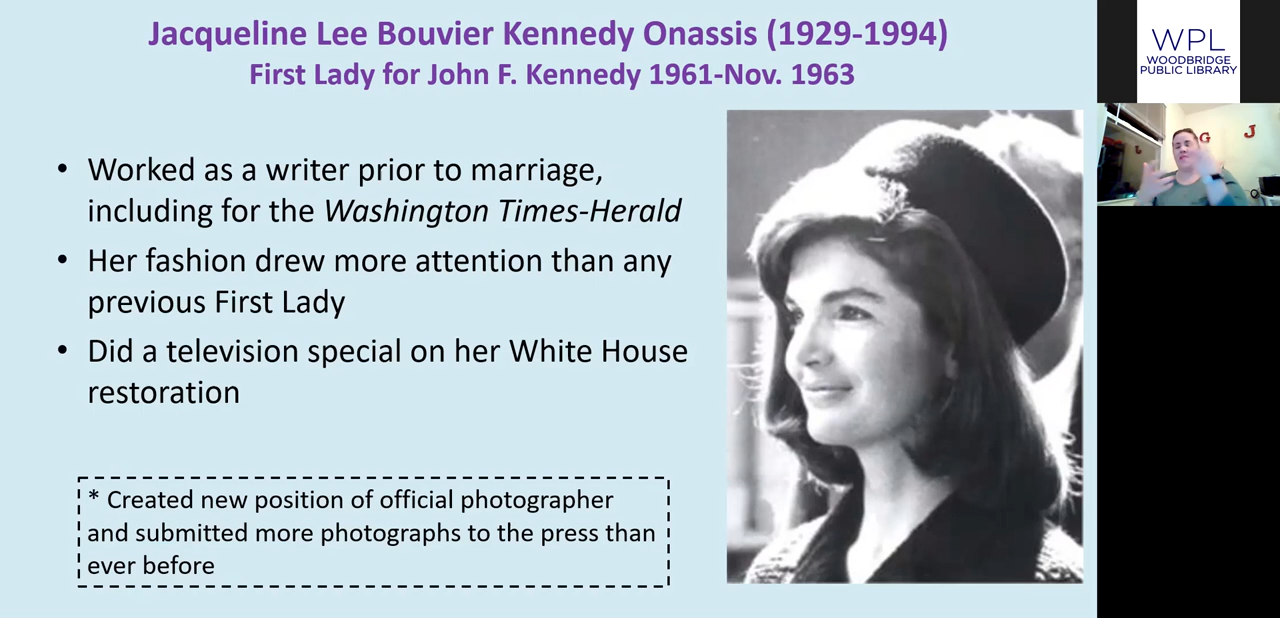 Jacqueline Lee Bouvier Kennedy Onassis (1929-1994)
First Lady for John F. Kennedy 1961-Nov. 1963
• Worked as a writer prior to marriage,
including for the Washington Times-Herald
• Her fashion drew more attention than any
previous First Lady
• Did a television special on her White House
restoration
* Created new position of official photographer
and submitted more photographs to the press than
ever before
WPL
WOODBRIDGE
PUBLIC LIBRARY
G J